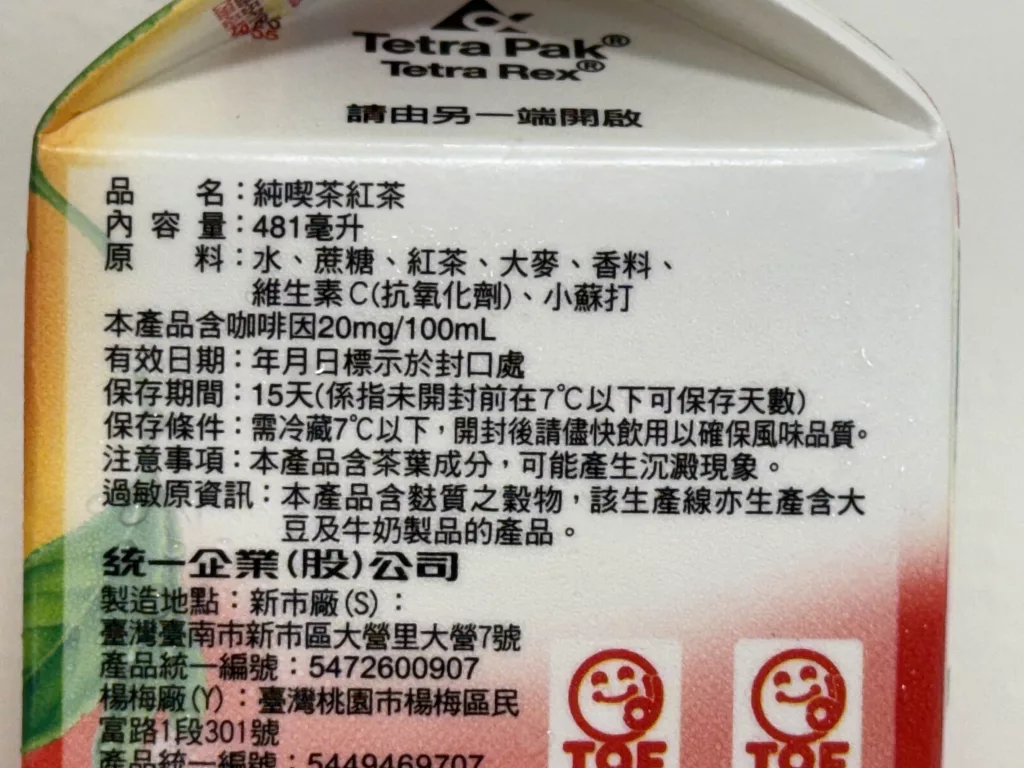 Tetra Pak®
Tetra Rex®
請由另一端開啟
品　　名：純喫茶紅茶
內 容 量：481毫升
原　　料：水、蔗糖、紅茶、大麥、香料、
維生素C(抗氧化劑)、小蘇打
本產品含咖啡因20mg/100mL
有效日期：年月日標示於封口處
保存期間：15天(係指未開封前在7℃以下可保存天數)
保存條件：需冷藏7℃以下，開封後請儘快飲用以確保風味品質。
注意事項：本產品含茶葉成分，可能產生沉澱現象。
過敏原資訊：本產品含麩質之穀物，該生產線亦生產含大
豆及牛奶製品的產品。
統一企業(股)公司
製造地點：新市廠(S)：
臺灣臺南市新市區大營里大營7號
產品統一編號：5472600907
楊梅廠(Y)：臺灣桃園市楊梅區民
富路1段301號
產品統一編號：5449469707
TQF TQF